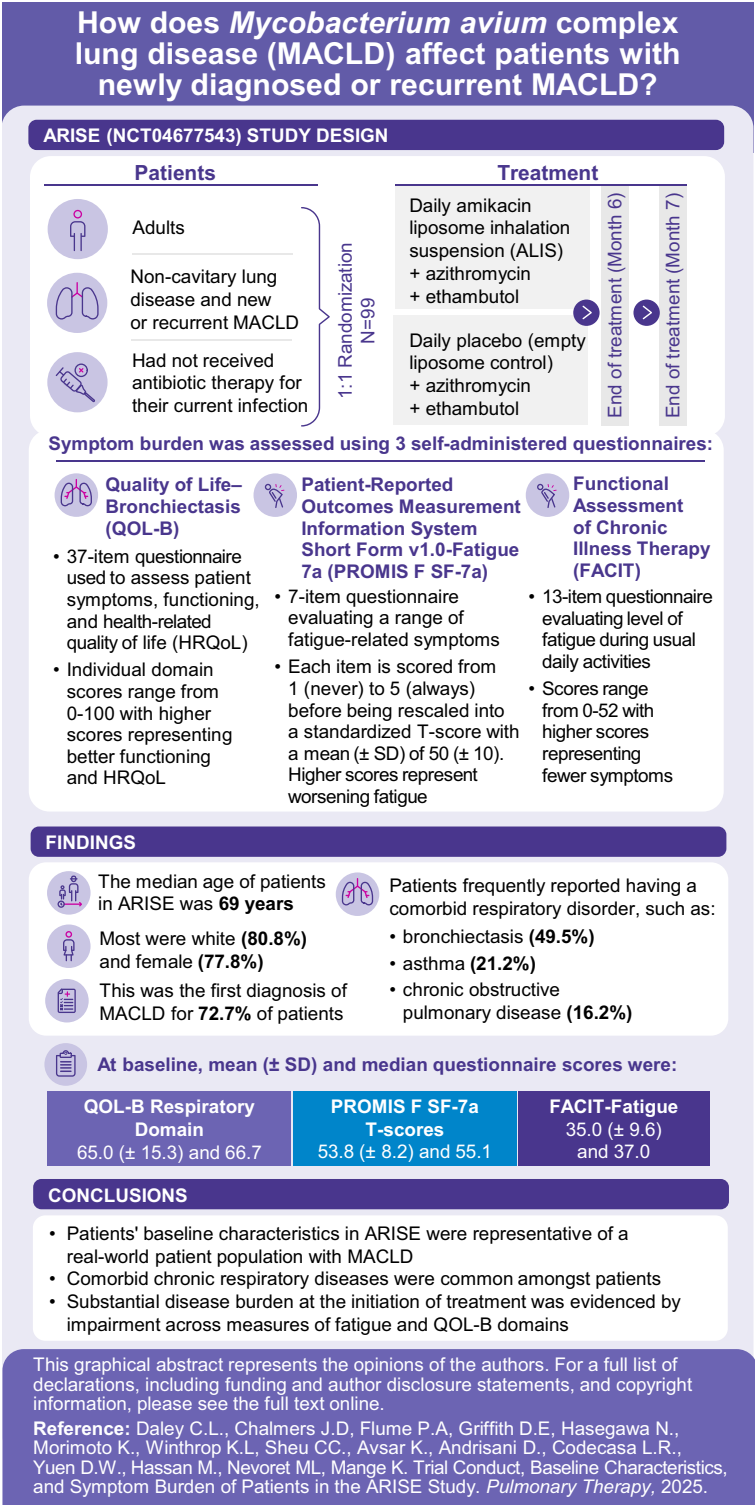 How does Mycobacterium avium complex
lung disease (MACLD) affect patients with
newly diagnosed or recurrent MACLD?
ARISE (NCT04677543) STUDY DESIGN
Patients
Adults
Non-cavitary lung
disease and new
or recurrent MACLD
Had not received
antibiotic therapy for
their current infection
1:1 Randomization
N=99
Treatment
Daily amikacin
liposome inhalation
suspension (ALIS)
+ azithromycin
+ ethambutol
Daily placebo (empty
liposome control)
+ azithromycin
+ ethambutol
End of treatment (Month 6)
End of treatment (Month 7)
Symptom burden was assessed using 3 self-administered questionnaires:
Quality of Life–
Bronchiectasis
(QOL-B)
• 37-item questionnaire
used to assess patient
symptoms, functioning,
and health-related
quality of life (HRQoL)
• Individual domain
scores range from
0-100 with higher
scores representing
better functioning
and HRQoL
Patient-Reported
Outcomes Measurement
Information System
Short Form v1.0-Fatigue
7a (PROMIS F SF-7a)
• 7-item questionnaire
evaluating a range of
fatigue-related symptoms
• Each item is scored from
1 (never) to 5 (always)
before being rescaled into
a standardized T-score with
a mean (± SD) of 50 (± 10).
Higher scores represent
worsening fatigue
Functional
Assessment
of Chronic
Illness Therapy
(FACIT)
• 13-item questionnaire
evaluating level of
fatigue during usual
daily activities
• Scores range
from 0-52 with
higher scores
representing
fewer symptoms
FINDINGS
The median age of patients
in ARISE was 69 years
Most were white (80.8%)
and female (77.8%)
This was the first diagnosis of
MACLD for 72.7% of patients
Patients frequently reported having a
comorbid respiratory disorder, such as:
• bronchiectasis (49.5%)
• asthma (21.2%)
• chronic obstructive
pulmonary disease (16.2%)
At baseline, mean (± SD) and median questionnaire scores were:
QOL-B Respiratory
Domain
65.0 (± 15.3) and 66.7
PROMIS F SF-7a
T-scores
53.8 (± 8.2) and 55.1
FACIT-Fatigue
35.0 (± 9.6)
and 37.0
CONCLUSIONS
• Patients' baseline characteristics in ARISE were representative of a
real-world patient population with MACLD
• Comorbid chronic respiratory diseases were common amongst patients
• Substantial disease burden at the initiation of treatment was evidenced by
impairment across measures of fatigue and QOL-B domains
This graphical abstract represents the opinions of the authors. For a full list of
declarations, including funding and author disclosure statements, and copyright
information, please see the full text online.
Reference: Daley C.L., Chalmers J.D, Flume P.A, Griffith D.E, Hasegawa N.,
Morimoto K., Winthrop K.L, Sheu CC., Avsar K., Andrisani D., Codecasa L.R.,
Yuen D.W., Hassan M., Nevoret ML, Mange K. Trial Conduct, Baseline Characteristics,
and Symptom Burden of Patients in the ARISE Study. Pulmonary Therapy, 2025.